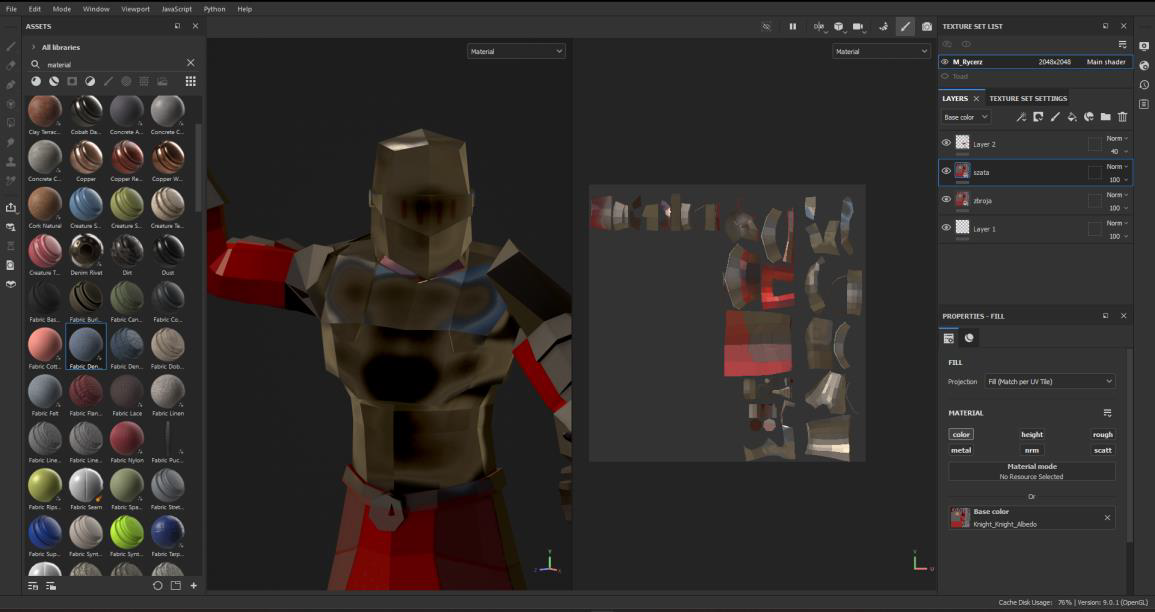 File Edit Mode Window Viewport JavaScript Python Help
ASSETS
All libraries
material
Clay Terrac... Cobalt Da... Concrete A... Concrete C...
Concrete C... Copper Copper Re... Copper W...
Cork Natural Creature S... Creature S... Creature Te...
Creature T... Denim Rivet Dirt Dust
Fabric Bas... Fabric Burl... Fabric Can... Fabric Co...
Fabric Cott... Fabric Den... Fabric Den... Fabric Dob...
Fabric Felt Fabric Flan... Fabric Lace Fabric Linen
Fabric Line... Fabric Line... Fabric Nylon Fabric Puc...
Fabric Rips... Fabric Seam Fabric Spa... Fabric Stret...
Fabric Sup... Fabric Synt... Fabric Synt... Fabric Tarp...
Material
Y
Z
X
Material
V
U
TEXTURE SET LIST
M_Rycerz 2048x2048 Main shader
Toad
LAYERS TEXTURE SET SETTINGS
Base color
Layer 2 Norm 40
szata Norm 100
zbroja Norm 100
Layer 1 Norm 100
PROPERTIES - FILL
FILL
Projection Fill (Match per UV Tile)
MATERIAL
color height rough
metal nrm scatt
Material mode
No Resource Selected
Or
Base color
Knight_Knight_Albedo
Cache Disk Usage: 76% | Version: 9.0.1 (OpenGL)